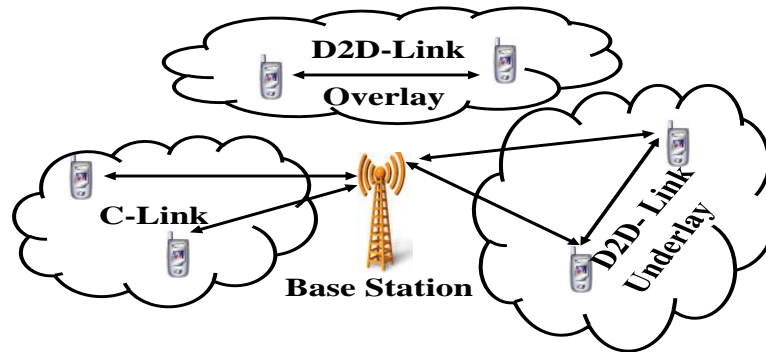 D2D-Link
Overlay
C-Link
Base Station
D2D- Link
Underlay